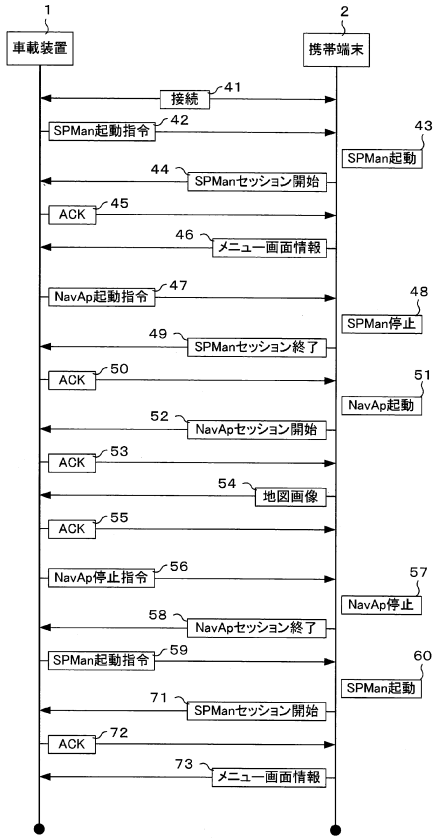 1
2
車載装置
携帯端末
接続
41
SPMan起動指令
42
43
SPMan起動
44
SPManセッション開始
ACK
45
46
メニュー画面情報
NavAp起動指令
47
48
SPMan停止
49
SPManセッション終了
ACK
50
51
NavAp起動
52
NavApセッション開始
ACK
53
54
地図画像
ACK
55
NavAp停止指令
56
57
NavAp停止
58
NavApセッション終了
SPMan起動指令
59
60
SPMan起動
71
SPManセッション開始
ACK
72
73
メニュー画面情報